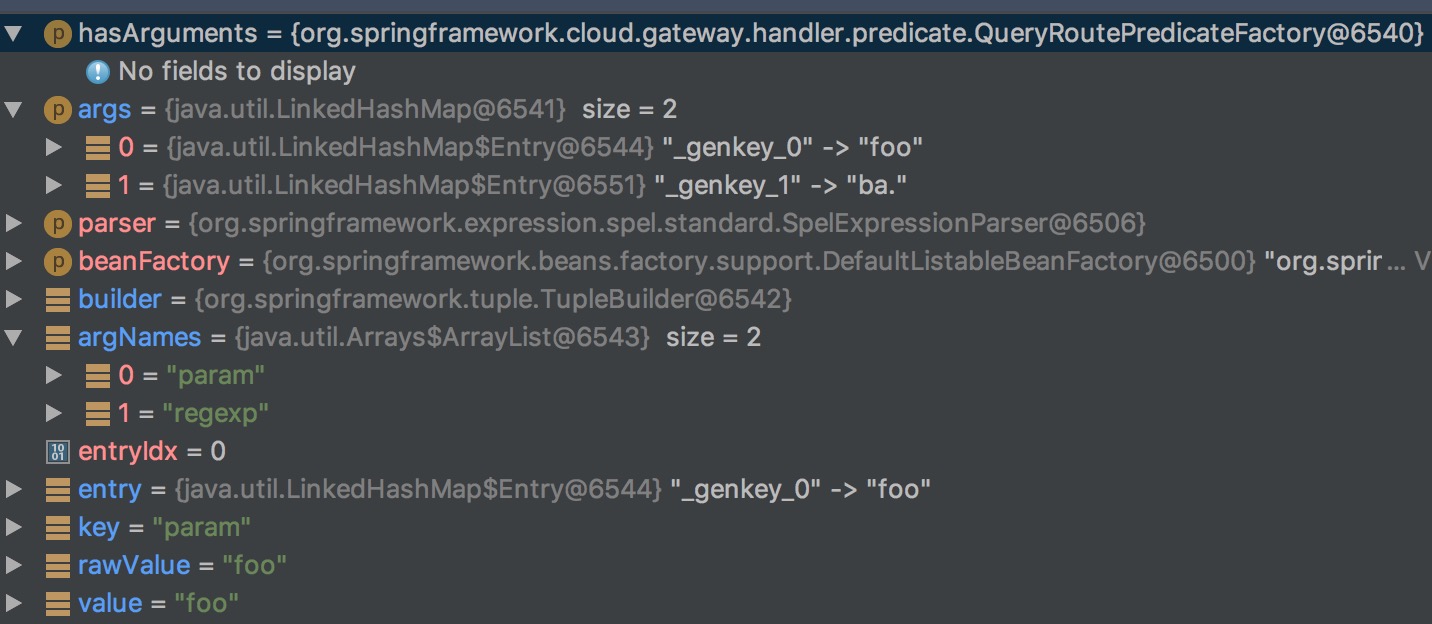 p hasArguments = {org.springframework.cloud.gateway.handler.predicate.QueryRoutePredicateFactory@6540}
! No fields to display
p args = {java.util.LinkedHashMap@6541} size = 2
0 = {java.util.LinkedHashMap$Entry@6544} "_genkey_0" -> "foo"
1 = {java.util.LinkedHashMap$Entry@6551} "_genkey_1" -> "ba."
p parser = {org.springframework.expression.spel.standard.SpelExpressionParser@6506}
p beanFactory = {org.springframework.beans.factory.support.DefaultListableBeanFactory@6500} "org.sprir ... V
builder = {org.springframework.tuple.TupleBuilder@6542}
argNames = {java.util.Arrays$ArrayList@6543} size = 2
0 = "param"
1 = "regexp"
10 01 entryIdx = 0
entry = {java.util.LinkedHashMap$Entry@6544} "_genkey_0" -> "foo"
key = "param"
rawValue = "foo"
value = "foo"